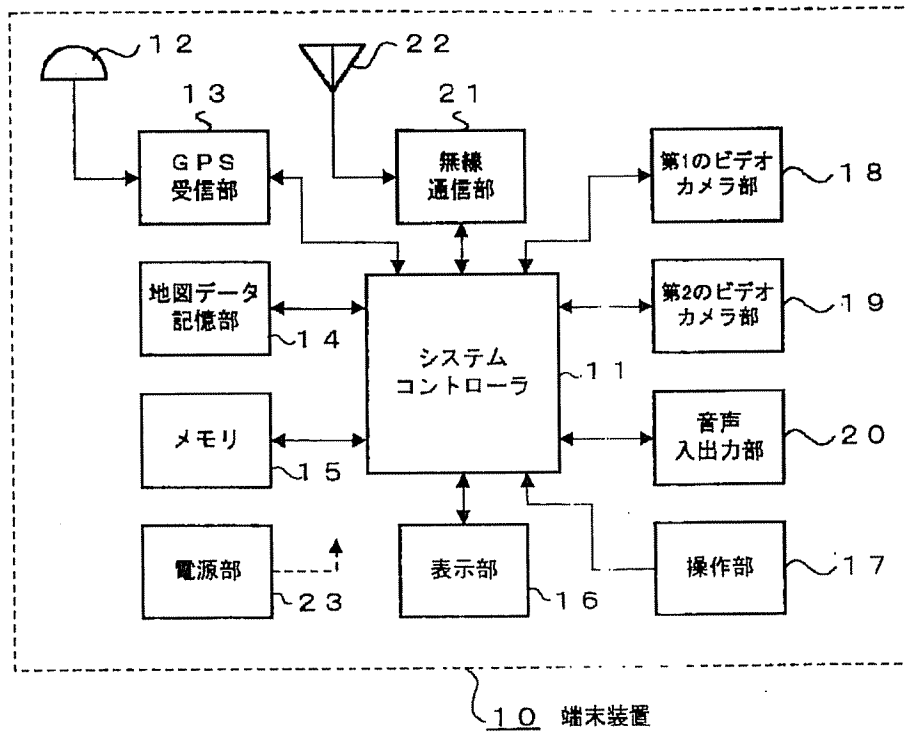 １２
２２
１３
２１
ＧＰＳ
受信部
無線
通信部
第1のビデオ
カメラ部
１８
地図データ
記憶部
１４
システム
コントローラ
１１
第2のビデオ
カメラ部
１９
メモリ
１５
音声
入出力部
２０
電源部
２３
表示部
１６
操作部
１７
１０ 端末装置